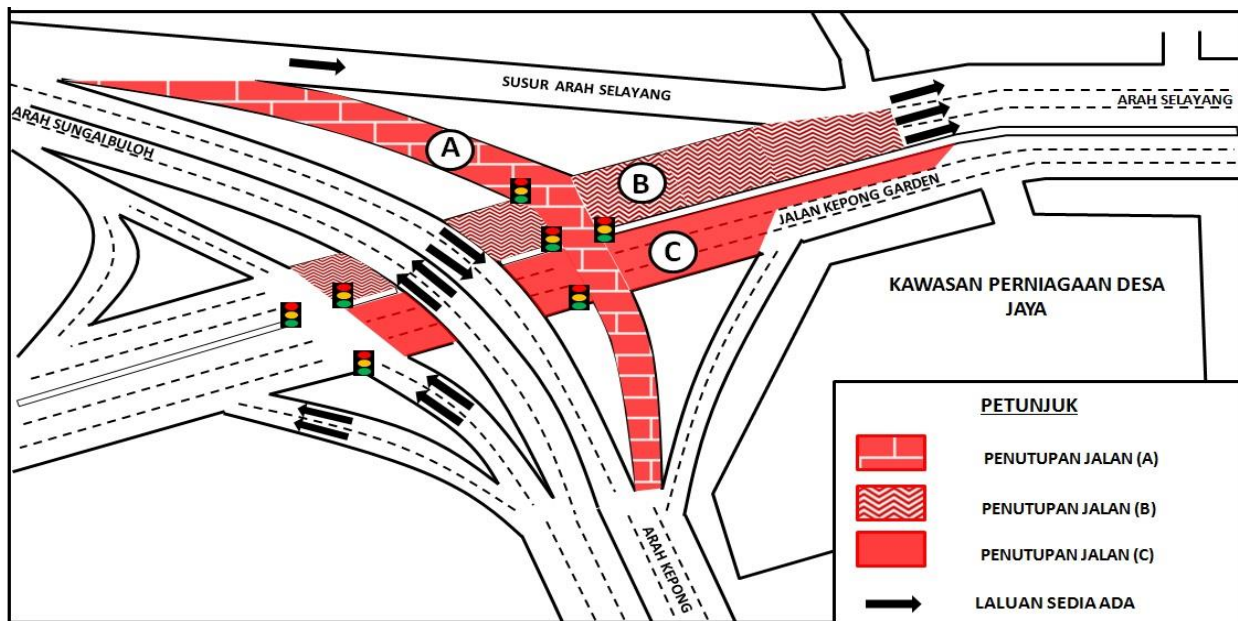 SUSUR ARAH SELAYANG
ARAH SELAYANG
ARAH SUNGAI BULOH
A
B
C
JALAN KEPONG GARDEN
KAWASAN PERNIAGAAN DESA
JAYA
ARAH KEPONG
PETUNJUK
PENUTUPAN JALAN (A)
PENUTUPAN JALAN (B)
PENUTUPAN JALAN (C)
LALUAN SEDIA ADA